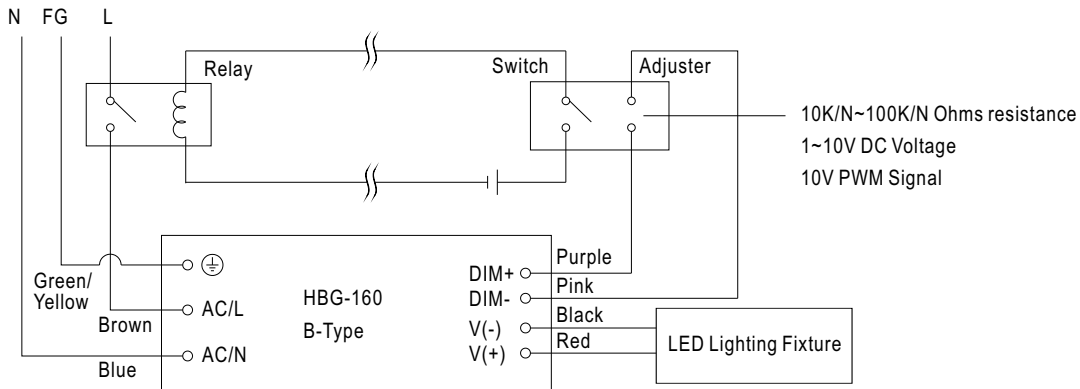 N FG L
Relay
Switch
Adjuster
10K/N~100K/N Ohms resistance
1~10V DC Voltage
10V PWM Signal
Green/
Yellow
Brown
Blue
AC/L
AC/N
HBG-160
B-Type
DIM+
DIM-
V(-)
V(+)
Purple
Pink
Black
Red
LED Lighting Fixture